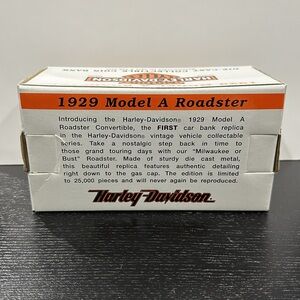 1929 Model A Roadster
Introducing the Harley-Davidson® 1929 Model A
Roadster Convertible, the FIRST car bank replica
in the Harley-Davidson® vintage vehicle collectable
series. Take a nostalgic step back in time to
those grand touring days with our "Milwaukee or
Bust" Roadster. Made of sturdy die cast metal,
this beautiful replica features authentic detailing
right down to the gas cap. The edition is limited
to 25,000 pieces and will never again be reproduced.
Harley-Davidson